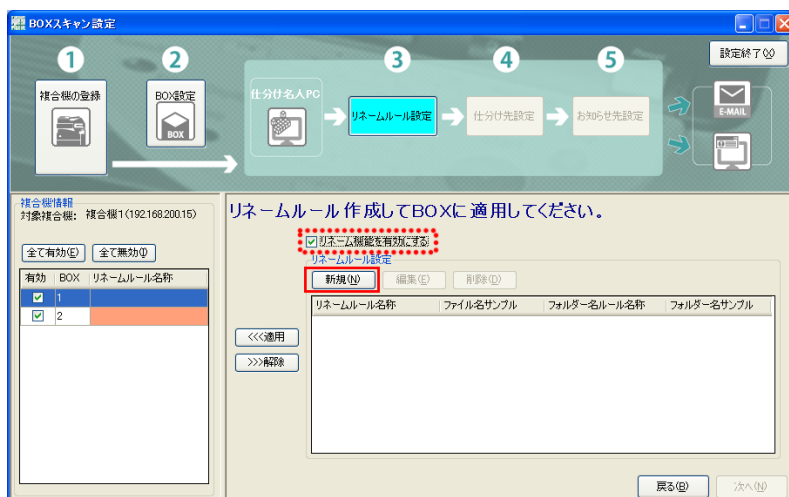 BOXスキャン設定
設定終了(X)
1
2
3
4
5
複合機の登録
BOX設定
BOX
仕分け名人PC
リネームルール設定
仕分け先設定
お知らせ先設定
E-MAIL
複合機情報
対象複合機: 複合機1(192.168.200.15)
全て有効(E)
全て無効(I)
有効 BOX リネームルール名称
1
2
リネームルール作成してBOXに適用してください。
リネーム機能を有効にする
リネームルール設定
新規(N)
編集(E)
削除(D)
リネームルール名称 ファイル名サンプル フォルダー名ルール名称 フォルダー名サンプル
<<<適用
>>>解除
戻る(B)
次へ(N)